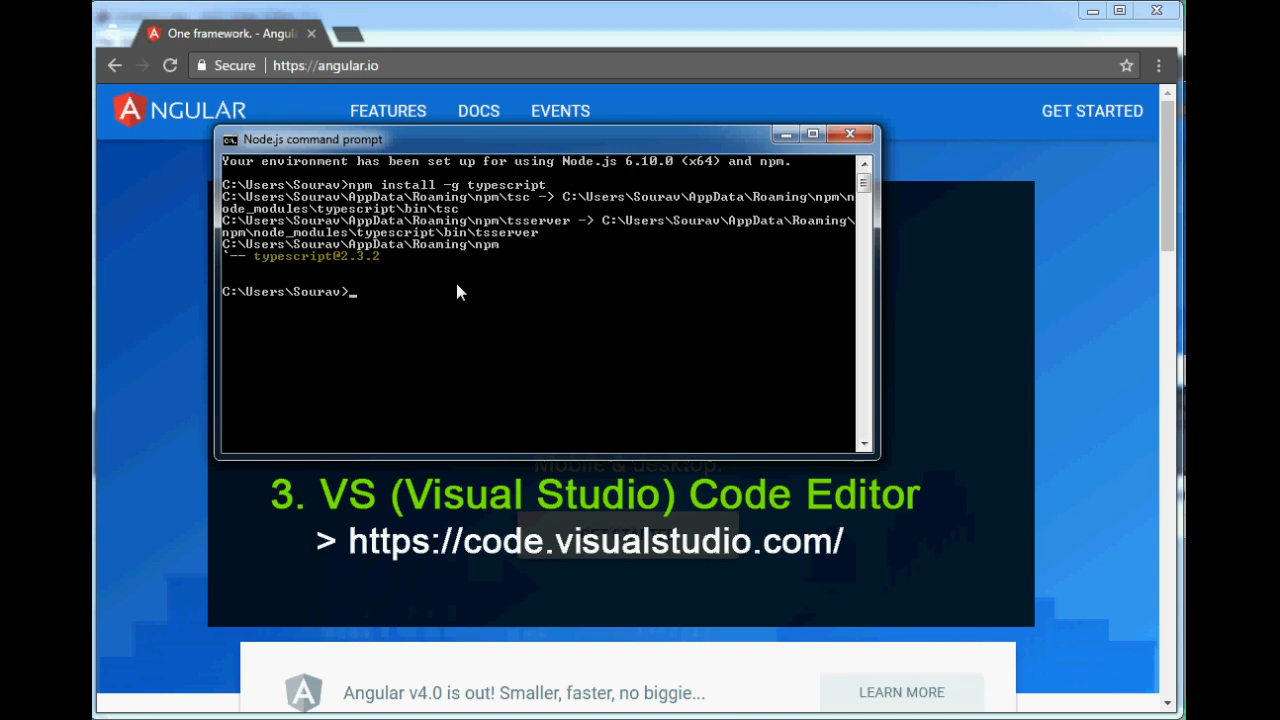 One framework. - Angula
Secure
https://angular.io
ANGULAR
FEATURES
DOCS
EVENTS
GET STARTED
Node.js command prompt
Your environment has been set up for using Node.js 6.10.0 (x64) and npm.
C:\Users\Sourav>npm install -g typescript
C:\Users\Sourav\AppData\Roaming\npm\tsc -> C:\Users\Sourav\AppData\Roaming\npm\n
ode_modules\typescript\bin\tsc
C:\Users\Sourav\AppData\Roaming\npm\tsserver -> C:\Users\Sourav\AppData\Roaming\
npm\node_modules\typescript\bin\tsserver
C:\Users\Sourav\AppData\Roaming\npm
`-- typescript@2.3.2
C:\Users\Sourav>_
Mobile & desktop.
3. VS (Visual Studio) Code Editor
> https://code.visualstudio.com/
Angular v4.0 is out! Smaller, faster, no biggie...
LEARN MORE